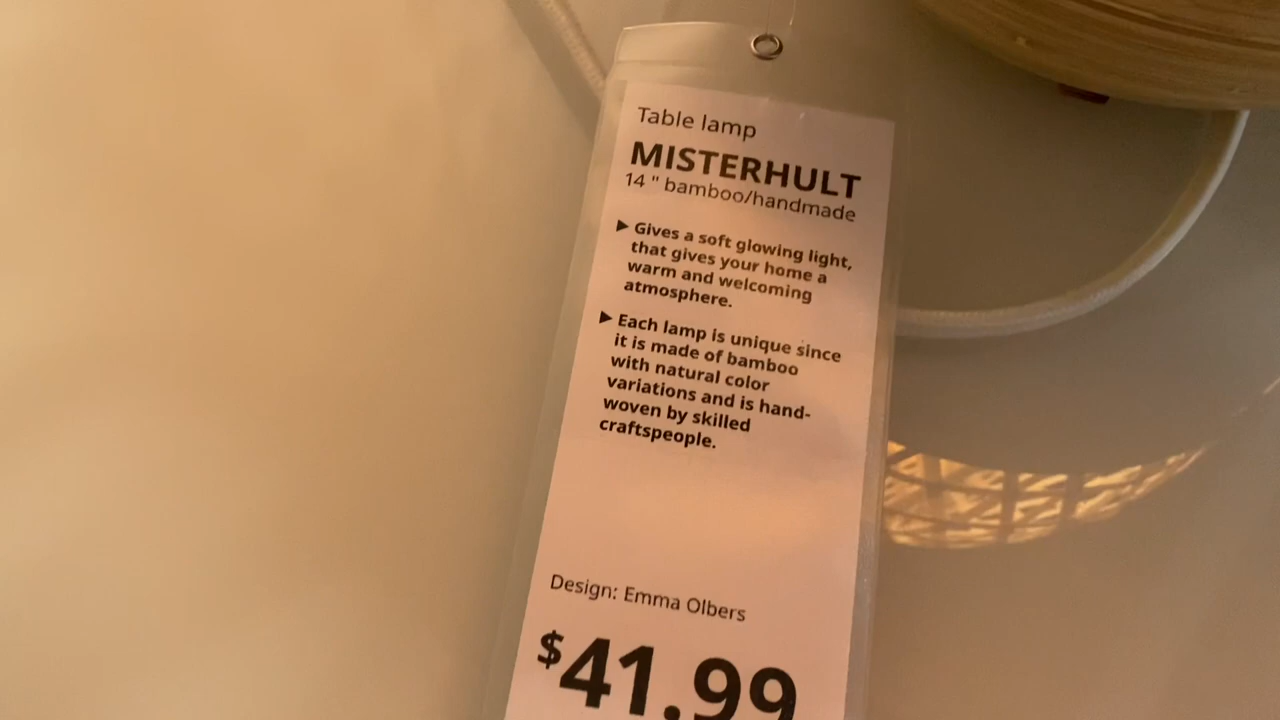 Table lamp
MISTERHULT
14 " bamboo/handmade
▶ Gives a soft glowing light,
that gives your home a
warm and welcoming
atmosphere.
▶ Each lamp is unique since
it is made of bamboo
with natural color
variations and is hand-
woven by skilled
craftspeople.
Design: Emma Olbers
$41.99